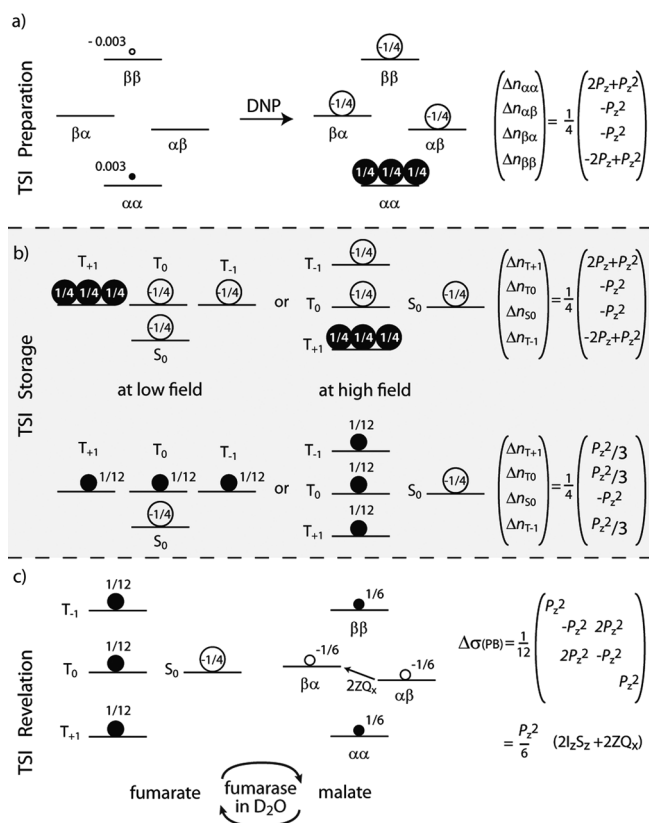 a)
TSI Preparation
- 0.003
ββ
βα
αβ
0.003
αα
DNP
-1/4
ββ
-1/4
βα
-1/4
αβ
1/4 1/4 1/4
αα
Δnαα
Δnαβ
Δnβα
Δnββ
= 1/4
2Pz+Pz²
-Pz²
-Pz²
-2Pz+Pz²
b)
TSI Storage
T+1 T0 T-1
1/4 1/4 1/4 -1/4 -1/4
-1/4
S0
at low field
or
T-1 -1/4
T0 -1/4
T+1 1/4 1/4 1/4
S0 -1/4
at high field
ΔnT+1
ΔnT0
ΔnS0
ΔnT-1
= 1/4
2Pz+Pz²
-Pz²
-Pz²
-2Pz+Pz²
T+1 T0 T-1
1/12 1/12 1/12
-1/4
S0
or
T-1 1/12
T0 1/12
T+1 1/12
S0 -1/4
ΔnT+1
ΔnT0
ΔnS0
ΔnT-1
= 1/4
Pz²/3
Pz²/3
-Pz²
Pz²/3
c)
TSI Revelation
T-1 1/12
T0 1/12
T+1 1/12
S0 -1/4
1/6
ββ
-1/6
βα
2ZQx
-1/6
αβ
1/6
αα
Δσ(PB) = 1/12
Pz²
-Pz² 2Pz²
2Pz² -Pz²
Pz²
= Pz²/6 (2IzSz +2ZQx)
fumarate
fumarase
in D2O
malate